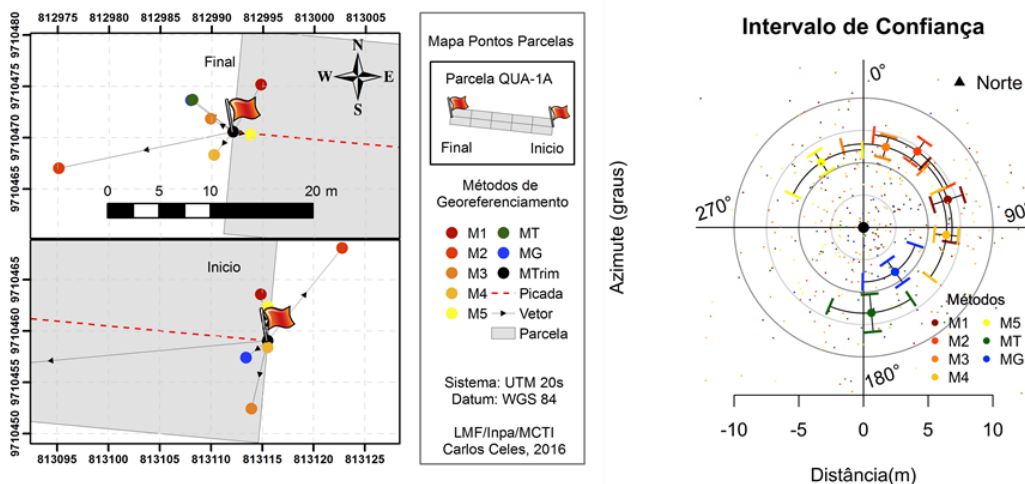 812975 812980 812985 812990 812995 813000 813005
9710480
9710475
9710470
9710465
Final
N
W E
S
0 5 10 20 m
Inicio
9710465
9710460
9710455
9710450
813095 813100 813105 813110 813115 813120 813125
Mapa Pontos Parcelas
Parcela QUA-1A
Final Inicio
Métodos de
Georeferenciamento
M1 MT
M2 MG
M3 MTrim
M4 Picada
M5 Vetor
Parcela
Sistema: UTM 20s
Datum: WGS 84
LMF/Inpa/MCTI
Carlos Celes, 2016
Intervalo de Confiança
0°
Norte
270°
90°
180°
Azimute (graus)
Métodos
M1 M5
M2 MT
M3 MG
M4
-10 -5 0 5 10
Distância(m)